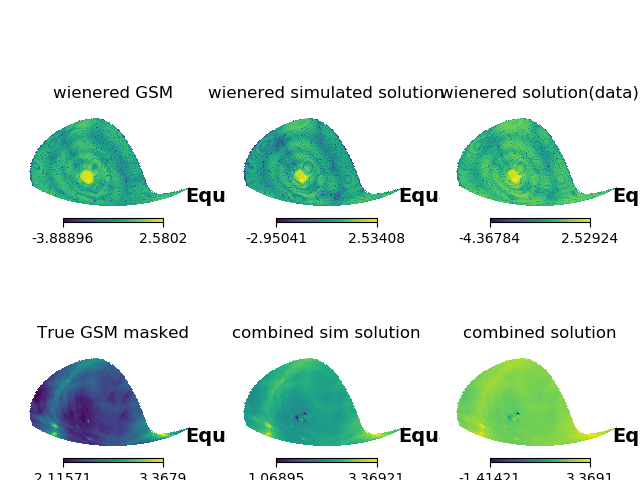 wienered GSM
wienered simulated solution
wienered solution(data)
Equ
Equ
Eq
-3.88896 2.5802
-2.95041 2.53408
-4.36784 2.52924
True GSM masked
combined sim solution
combined solution
Equ
Equ
Eq
2.11571 3.3679
1.06895 3.36921
-1.41421 3.3691